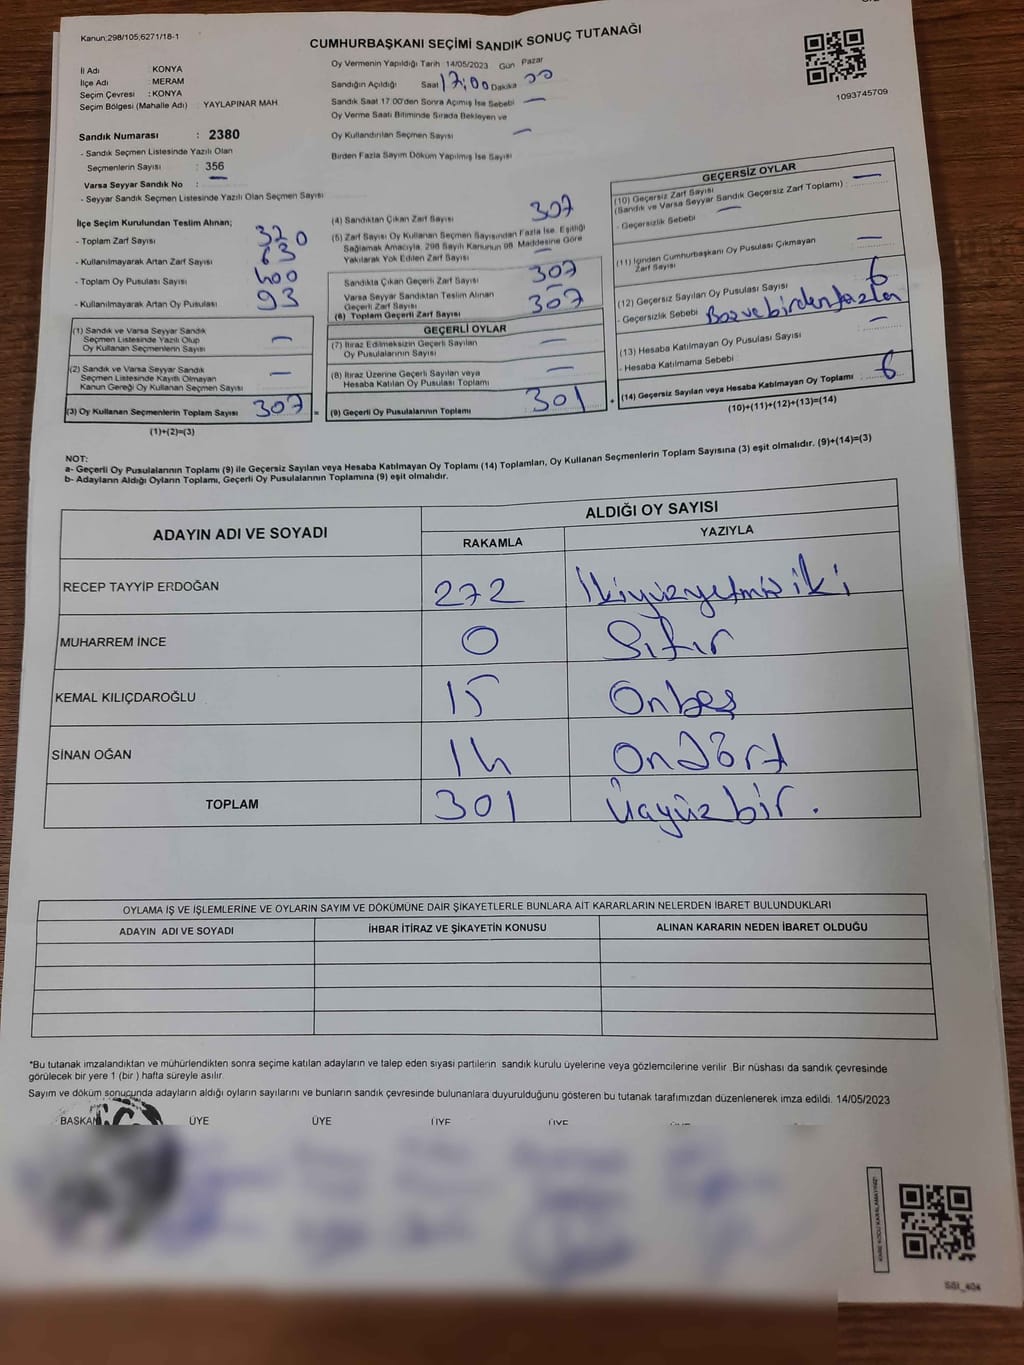 Kanun;298/105,6271/18-1
CUMHURBAŞKANI SEÇİMİ SANDIK SONUÇ TUTANAĞI
1093745709
İl Adı : KONYA
İlçe Adı : MERAM
Seçim Çevresi : KONYA
Seçim Bölgesi (Mahalle Adı) : YAYLAPINAR MAH.
Sandık Numarası : 2380
- Sandık Seçmen Listesinde Yazılı Olan
Seçmenlerin Sayısı : 356
Varsa Seyyar Sandık No : —
- Seyyar Sandık Seçmen Listesinde Yazılı Olan Seçmen Sayısı
Oy Vermenin Yapıldığı Tarih :14/05/2023 Gün Pazar
Sandığın Açıldığı Saat 17:00 Dakika 00
Sandık Saat 17.00'den Sonra Açımış İse Sebebi —
Oy Verme Saati Bitiminde Sırada Bekleyen ve
Oy Kullandırılan Seçmen Sayısı —
Birden Fazla Sayım Döküm Yapılmış İse Sayısı
İlçe Seçim Kurulundan Teslim Alınan;
- Toplam Zarf Sayısı 370
- Kullanılmayarak Artan Zarf Sayısı 63
- Toplam Oy Pusulası Sayısı 400
- Kullanılmayarak Artan Oy Pusulası 93
(1) Sandık ve Varsa Seyyar Sandık
Seçmen Listesinde Yazılı Olup
Oy Kullanan Seçmenlerin Sayısı —
(2) Sandık ve Varsa Seyyar Sandık
Seçmen Listesinde Kayıtlı Olmayan
Kanun Gereği Oy Kullanan Seçmen Sayısı —
(3) Oy Kullanan Seçmenlerin Toplam Sayısı 307 =
(1)+(2)=(3)
(4) Sandıktan Çıkan Zarf Sayısı 307
(5) Zarf Sayısı Oy Kullanan Seçmen Sayısından Fazla İse, Eşitliği
Sağlamak Amacıyla, 298 Sayılı Kanunun 98. Maddesine Göre
Yakılarak Yok Edilen Zarf Sayısı —
Sandıkta Çıkan Geçerli Zarf Sayısı 307
Varsa Seyyar Sandıktan Teslim Alınan
Geçerli Zarf Sayısı
(6) Toplam Geçerli Zarf Sayısı 307
GEÇERLİ OYLAR
(7) İtiraz Edilmeksizin Geçerli Sayılan
Oy Pusulalarının Sayısı —
(8) İtiraz Üzerine Geçerli Sayılan veya
Hesaba Katılan Oy Pusulası Toplamı —
(9) Geçerli Oy Pusulalarının Toplamı 301 +
GEÇERSİZ OYLAR
(10) Geçersiz Zarf Sayısı
(Sandık ve Varsa Seyyar Sandık Geçersiz Zarf Toplamı) : —
- Geçersizlik Sebebi —
(11) İçinden Cumhurbaşkanı Oy Pusulası Çıkmayan
Zarf Sayısı —
(12) Geçersiz Sayılan Oy Pusulası Sayısı 6
- Geçersizlik Sebebi Boş ve birden fazla
(13) Hesaba Katılmayan Oy Pusulası Sayısı —
- Hesaba Katılmama Sebebi :
(14) Geçersiz Sayılan veya Hesaba Katılmayan Oy Toplamı 6
(10)+(11)+(12)+(13)=(14)
NOT:
a- Geçerli Oy Pusulalarının Toplamı (9) ile Geçersiz Sayılan veya Hesaba Katılmayan Oy Toplamı (14) Toplamları, Oy Kullanan Seçmenlerin Toplam Sayısına (3) eşit olmalıdır. (9)+(14)=(3)
b- Adayların Aldığı Oyların Toplamı, Geçerli Oy Pusulalarının Toplamına (9) eşit olmalıdır.
ADAYIN ADI VE SOYADI ALDIĞI OY SAYISI
RAKAMLA YAZIYLA
RECEP TAYYİP ERDOĞAN 272 İkiyüzyetmiş iki
MUHARREM İNCE 0 Sıfır
KEMAL KILIÇDAROĞLU 15 Onbeş
SİNAN OĞAN 14 Ondört
TOPLAM 301 Üçyüzbir.
OYLAMA İŞ VE İŞLEMLERİNE VE OYLARIN SAYIM VE DÖKÜMÜNE DAİR ŞİKAYETLERLE BUNLARA AİT KARARLARIN NELERDEN İBARET BULUNDUKLARI
ADAYIN ADI VE SOYADI İHBAR İTİRAZ VE ŞİKAYETİN KONUSU ALINAN KARARIN NEDEN İBARET OLDUĞU
*Bu tutanak imzalandıktan ve mühürlendikten sonra seçime katılan adayların ve talep eden siyasi partilerin sandık kurulu üyelerine veya gözlemcilerine verilir .Bir nüshası da sandık çevresinde
görülecek bir yere 1 (bir ) hafta süreyle asılır.
Sayım ve döküm sonucunda adayların aldığı oyların sayılarını ve bunların sandık çevresinde bulunanlara duyurulduğunu gösteren bu tutanak tarafımızdan düzenlenerek imza edildi. 14/05/2023
BAŞKAN ÜYE ÜYE ÜYE ÜYE
KARE KODU KARALAMAYINIZ!
SSt_404